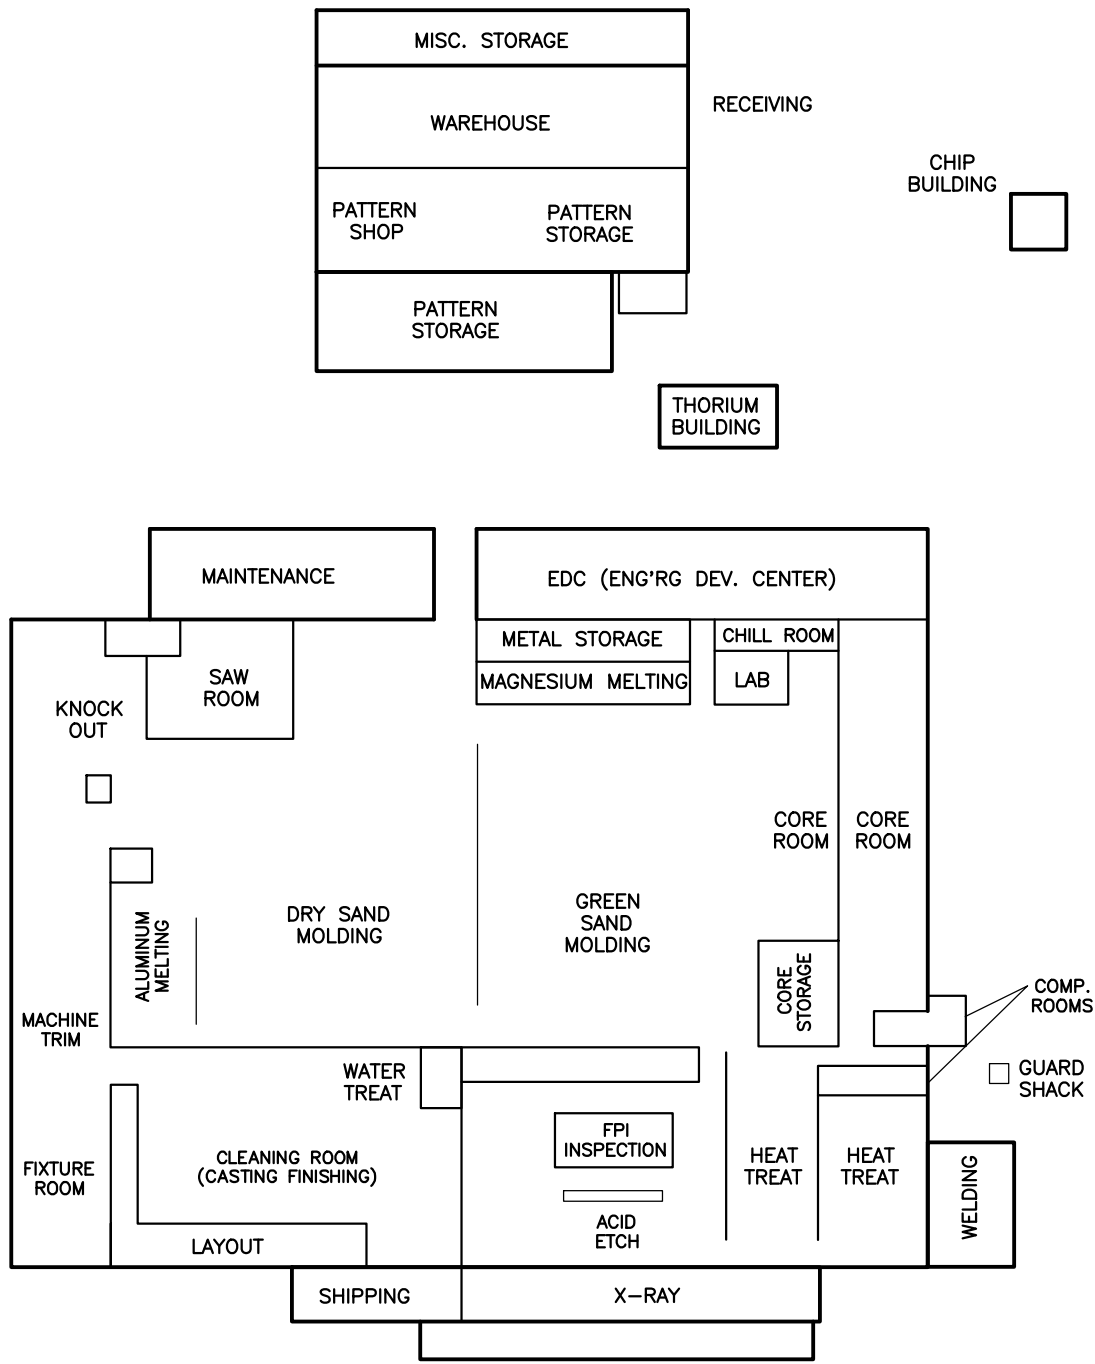 MISC. STORAGE
WAREHOUSE
RECEIVING
CHIP
BUILDING
PATTERN
SHOP
PATTERN
STORAGE
PATTERN
STORAGE
THORIUM
BUILDING
MAINTENANCE
EDC (ENG'RG DEV. CENTER)
METAL STORAGE
CHILL ROOM
MAGNESIUM MELTING
LAB
SAW
ROOM
KNOCK
OUT
CORE
ROOM
CORE
ROOM
DRY SAND
MOLDING
GREEN
SAND
MOLDING
ALUMINUM
MELTING
CORE
STORAGE
COMP.
ROOMS
MACHINE
TRIM
WATER
TREAT
GUARD
SHACK
FPI
INSPECTION
CLEANING ROOM
(CASTING FINISHING)
HEAT
TREAT
HEAT
TREAT
FIXTURE
ROOM
WELDING
ACID
ETCH
LAYOUT
SHIPPING
X-RAY